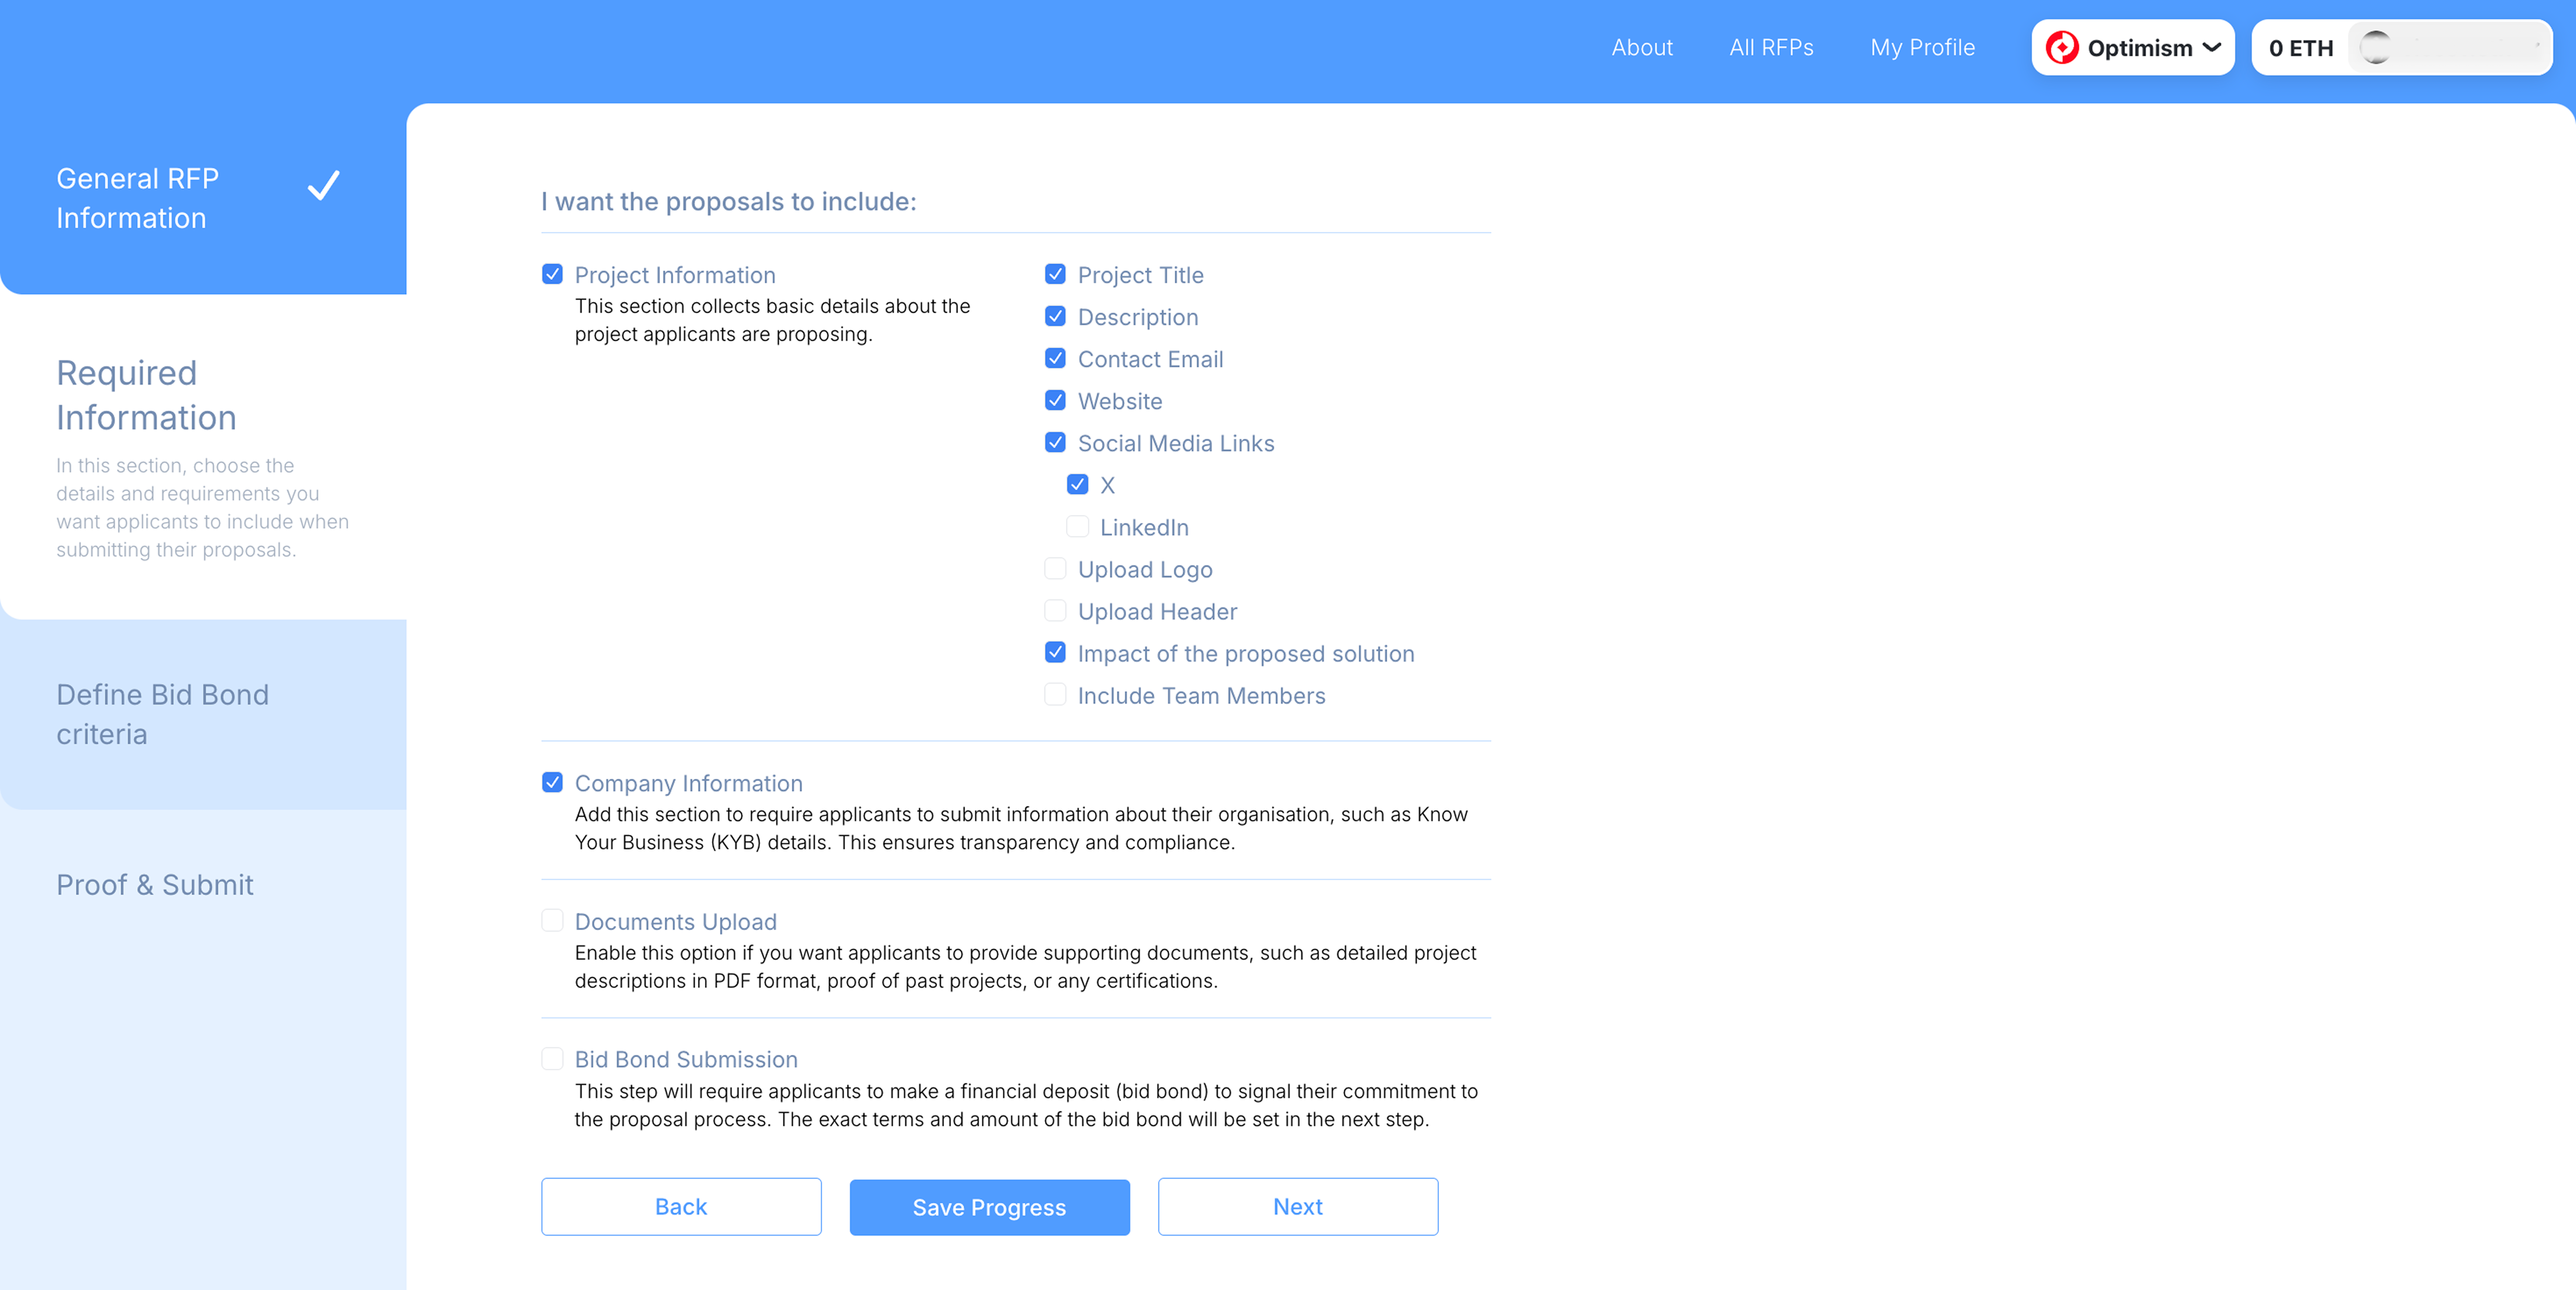 About
All RFPs
My Profile
Optimism
0 ETH
General RFP
Information
Required
Information
In this section, choose the
details and requirements you
want applicants to include when
submitting their proposals.
Define Bid Bond
criteria
Proof & Submit
I want the proposals to include:
Project Information
This section collects basic details about the
project applicants are proposing.
Project Title
Description
Contact Email
Website
Social Media Links
X
LinkedIn
Upload Logo
Upload Header
Impact of the proposed solution
Include Team Members
Company Information
Add this section to require applicants to submit information about their organisation, such as Know
Your Business (KYB) details. This ensures transparency and compliance.
Documents Upload
Enable this option if you want applicants to provide supporting documents, such as detailed project
descriptions in PDF format, proof of past projects, or any certifications.
Bid Bond Submission
This step will require applicants to make a financial deposit (bid bond) to signal their commitment to
the proposal process. The exact terms and amount of the bid bond will be set in the next step.
Back
Save Progress
Next